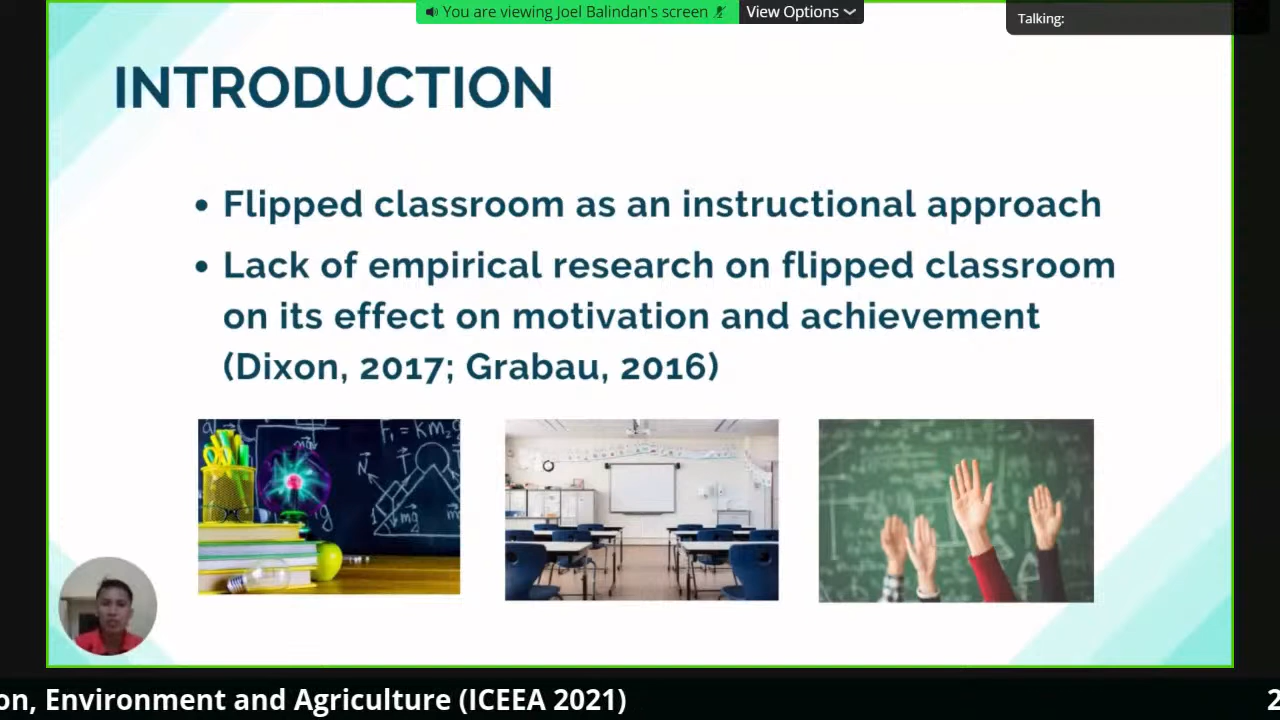 You are viewing Joel Balindan's screen
View Options
Talking:
INTRODUCTION
• Flipped classroom as an instructional approach
• Lack of empirical research on flipped classroom
on its effect on motivation and achievement
(Dixon, 2017; Grabau, 2016)
on, Environment and Agriculture (ICEEA 2021)
2